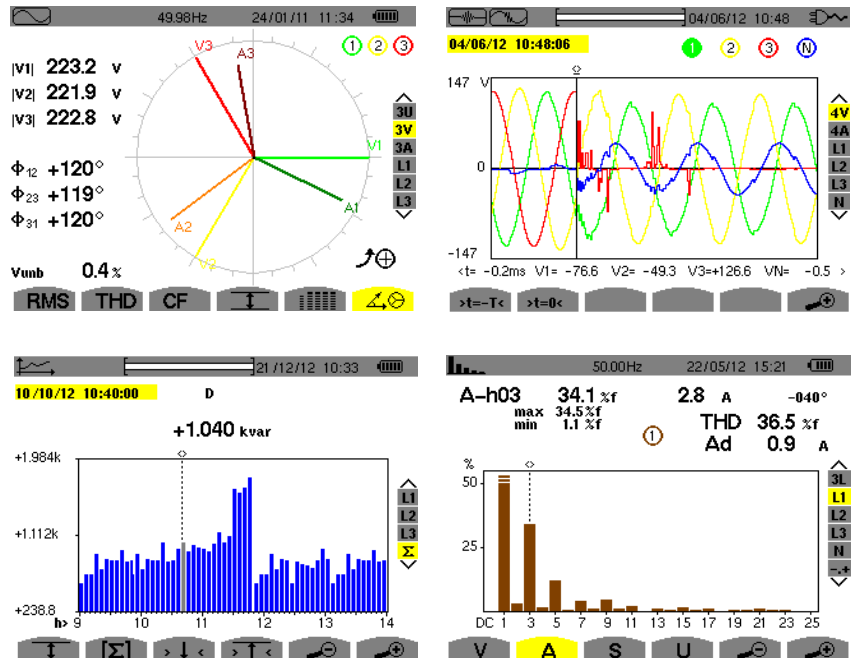 49.98Hz 24/01/11 11:34
1 2 3
|V1| 223.2 V
|V2| 221.9 V
|V3| 222.8 V
Φ12 +120°
Φ23 +119°
Φ31 +120°
Vunb 0.4 %
V3 A3
V1
A1
A2
V2
3U
3V
3A
L1
L2
L3
RMS THD CF
04/06/12 10:48
04/06/12 10:48:06 1 2 3 N
147 V
0
-147
4V
4A
L1
L2
L3
N
<t= -0.2ms V1= -76.6 V2= -49.3 V3=+126.6 VN= -0.5 >
>t=-T< >t=0<
21/12/12 10:33
10/10/12 10:40:00 D
+1.040 kvar
+1.984k
+1.112k
+238.8
h> 9 10 11 12 13 14
L1
L2
L3
Σ
[Σ] >↓< 
50.00Hz 22/05/12 15:21
A-h03 34.1 %f 2.8 A -040°
max 34.5%f
min 1.1 %f
1
THD 36.5 %f
Ad 0.9 A
%
50
25
DC 1 3 5 7 9 11 13 15 17 19 21 23 25
3L
L1
L2
L3
N
-.+
V A S U